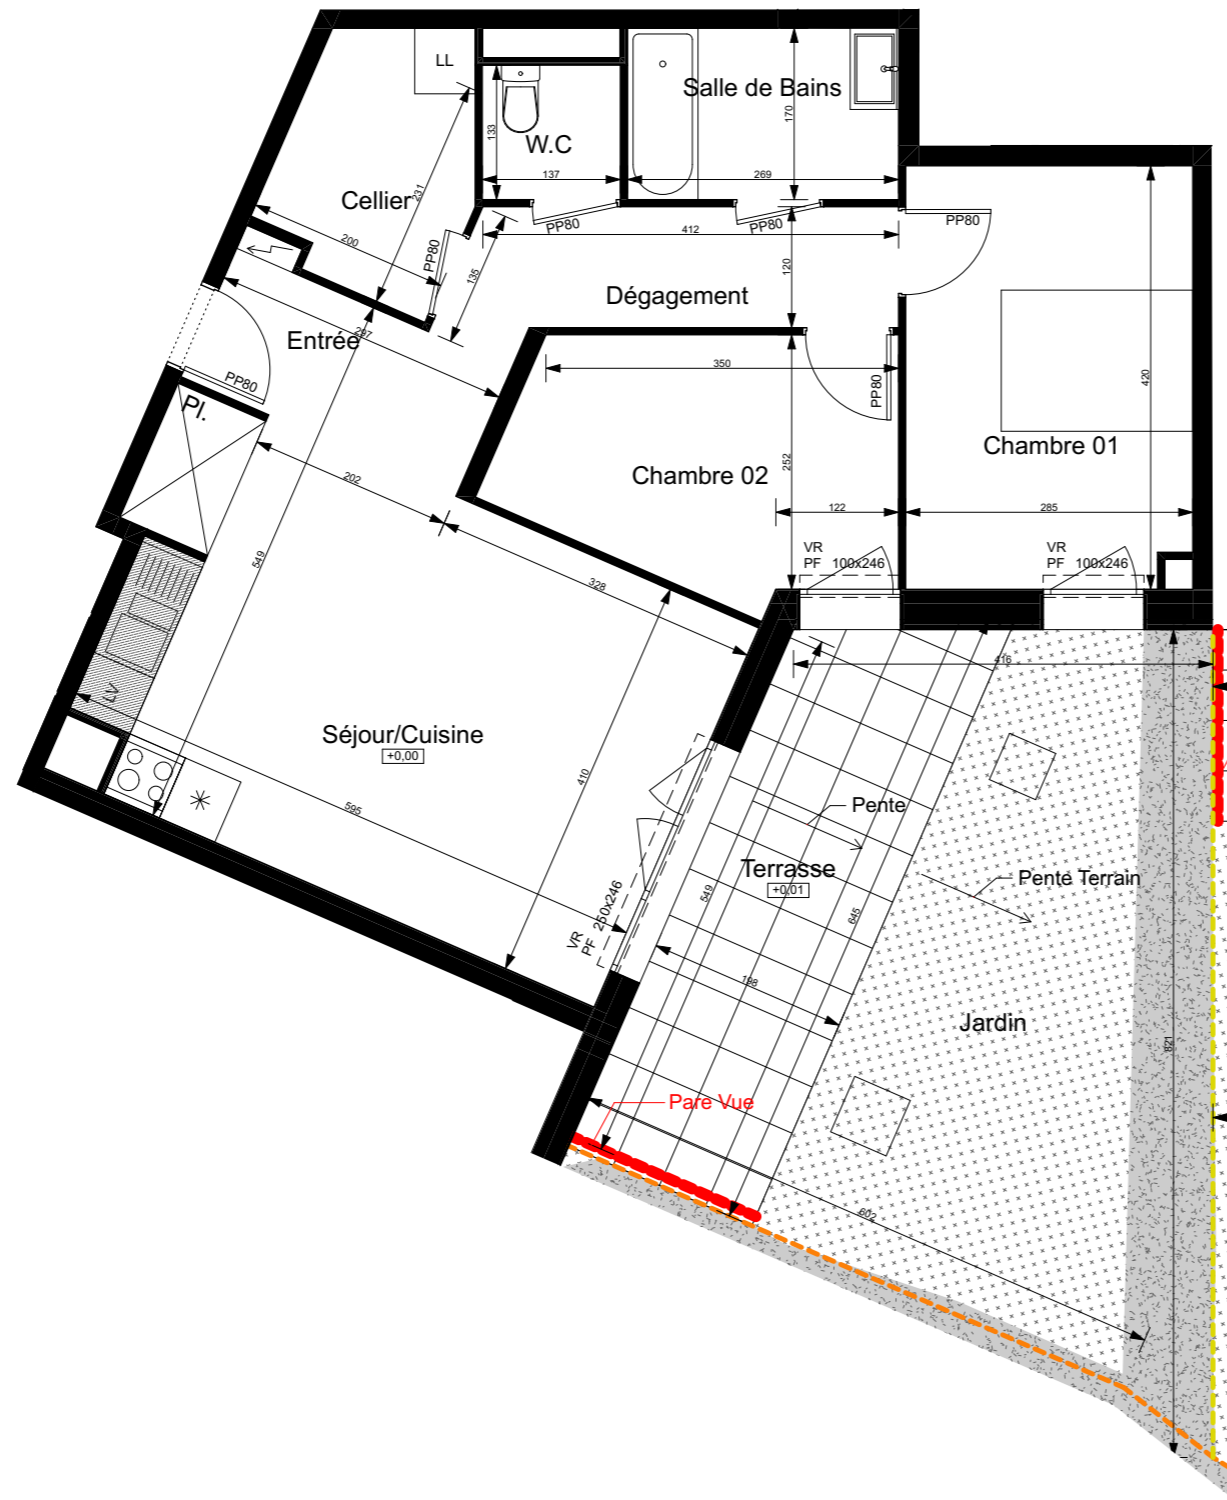 LL
Salle de Bains
170
133
W.C
137
269
Cellier
231
200
PP80
PP80
PP80
412
PP80
135
120
Dégagement
Entrée
297
PP80
350
PP80
420
Pl.
Chambre 02
252
Chambre 01
202
122
285
549
328
VR
PF 100x246
VR
PF 100x246
416
LV
Séjour/Cuisine
+0,00
410
595
Pente
Terrasse
+0,01
549
645
Pente Terrain
VR
PF 250x246
198
Jardin
821
Pare Vue
602